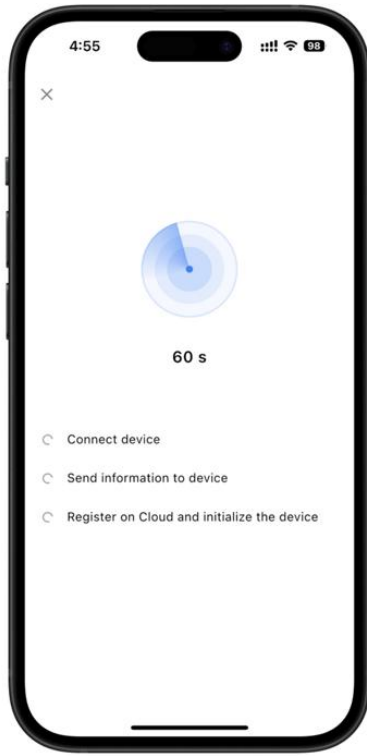 4:55
98
60 s
Connect device
Send information to device
Register on Cloud and initialize the device